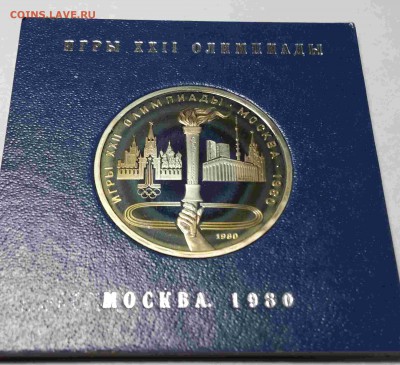 COINS.LAVE.RU
ИГРЫ XXII ОЛИМПИАДЫ
ИГРЫ XXII ОЛИМПИАДЫ · МОСКВА · 1980
1980
МОСКВА. 1980